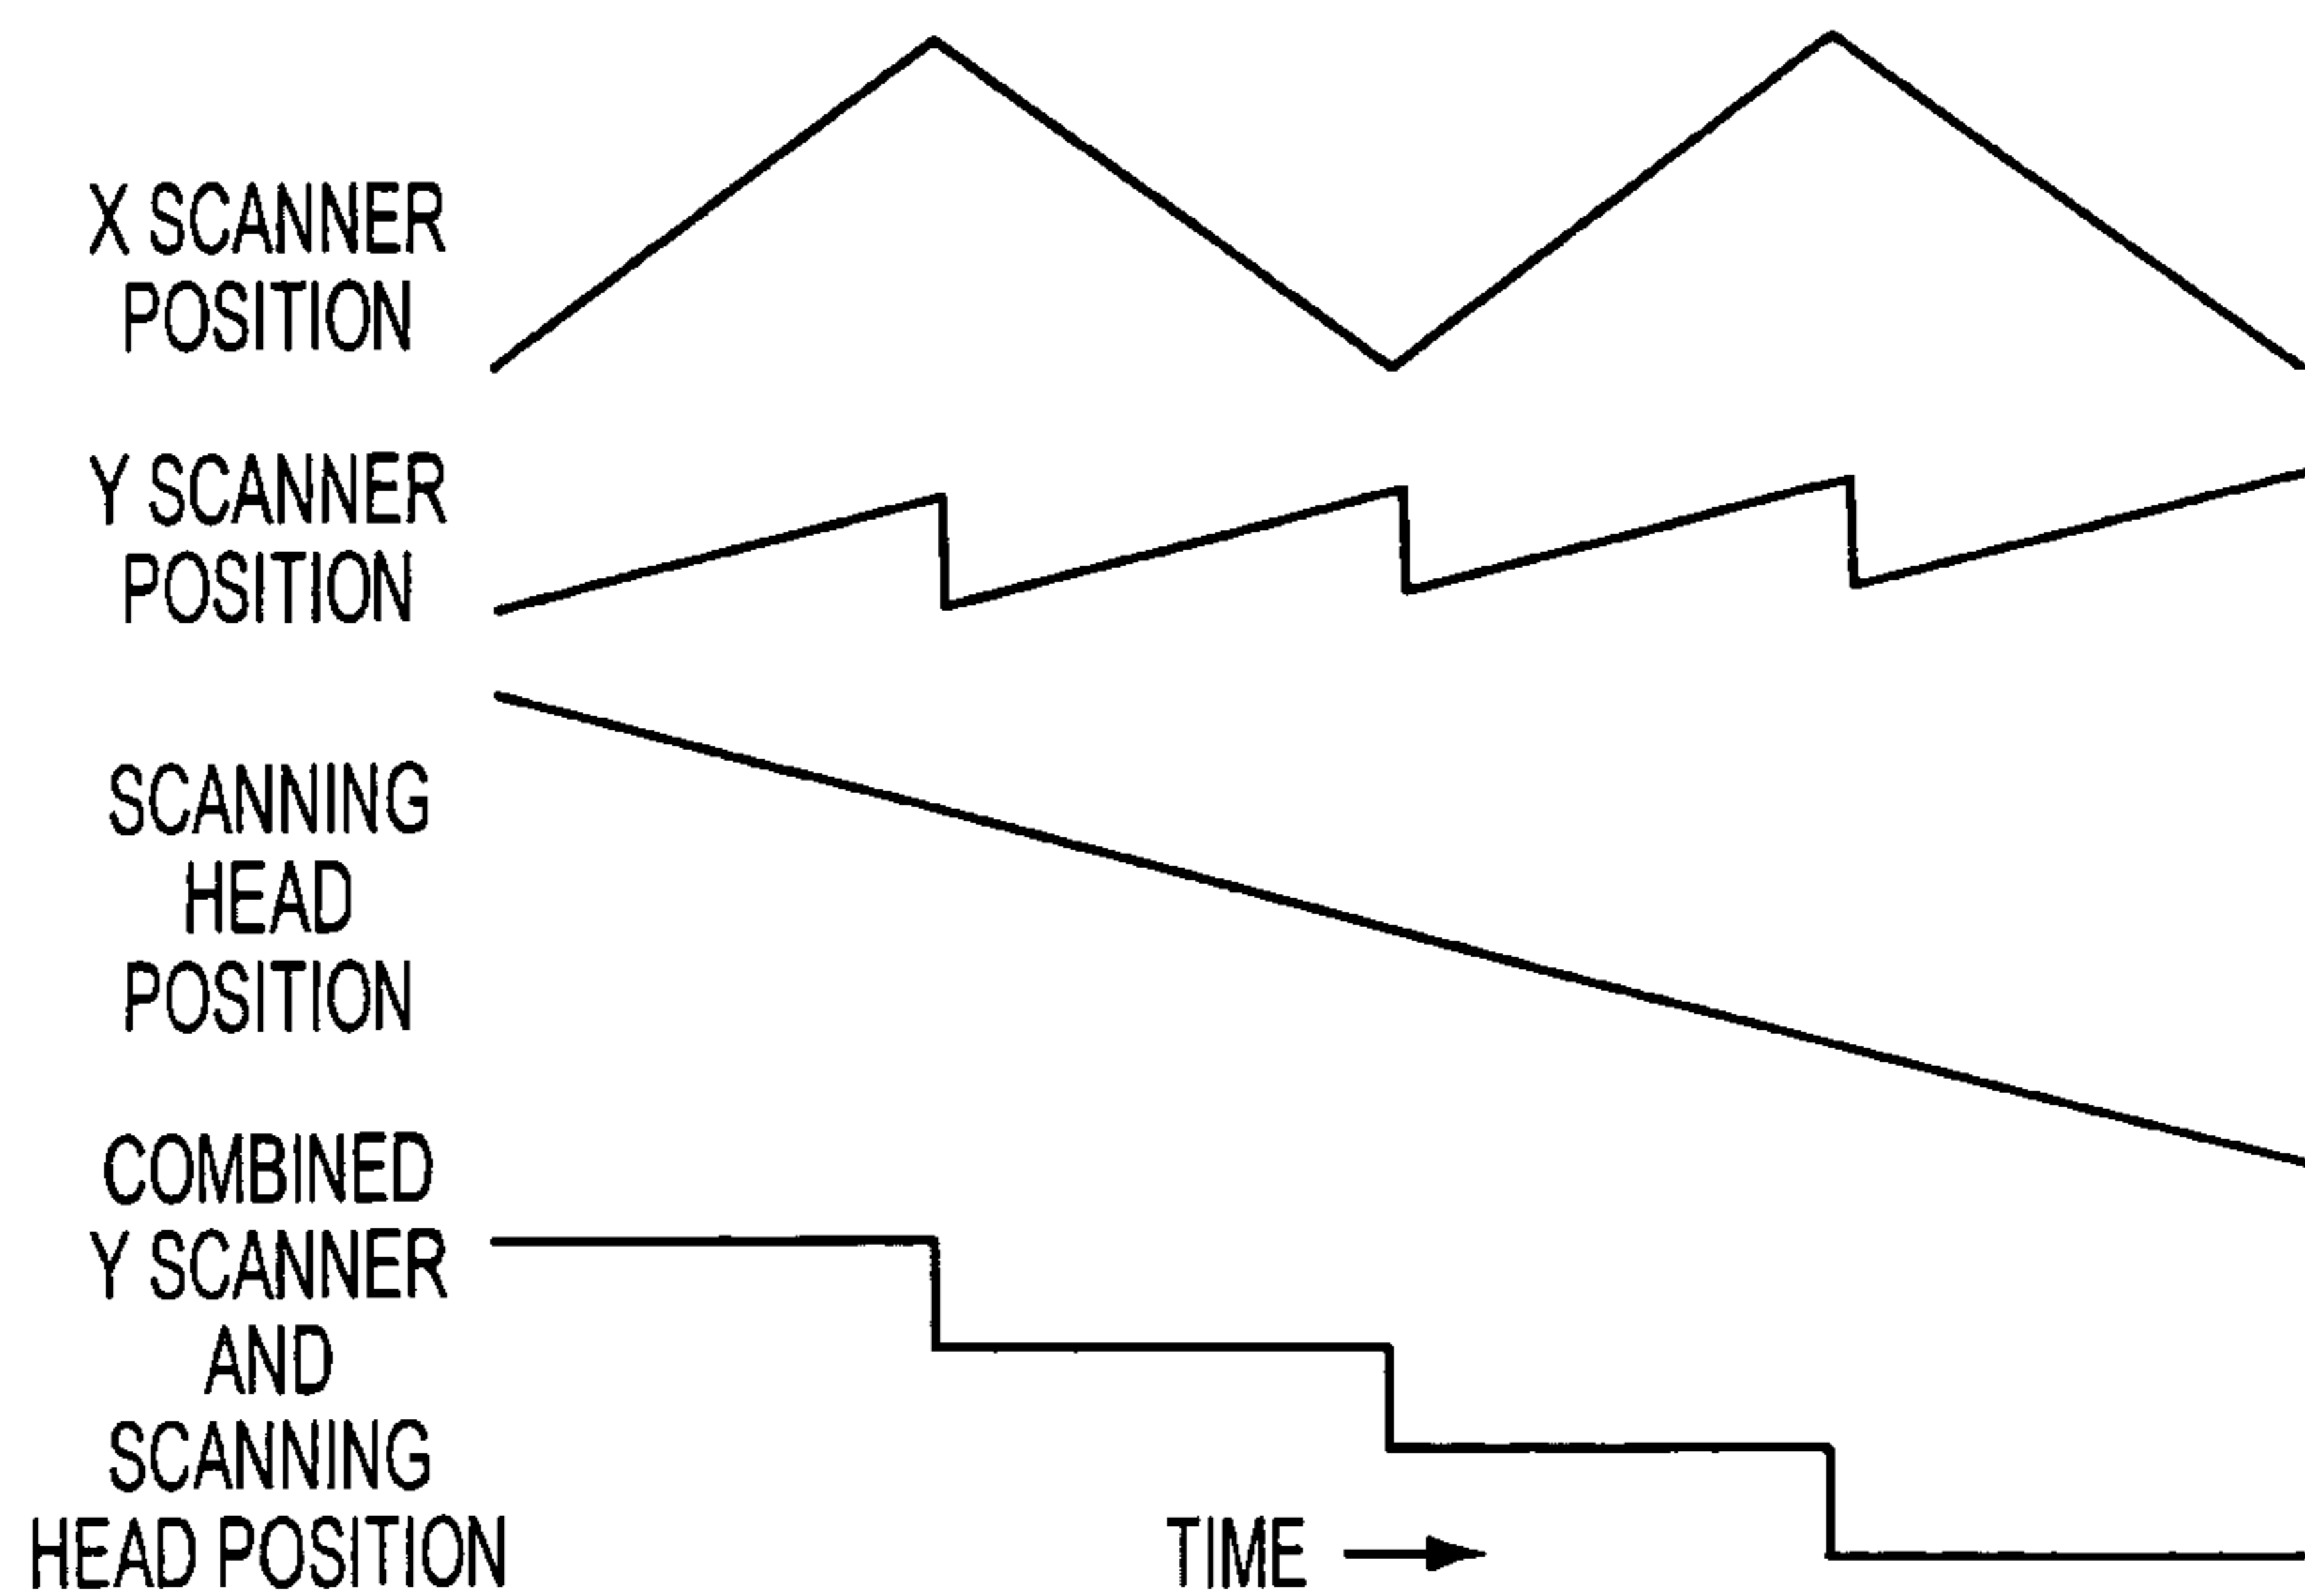 X SCANNER
POSITION
Y SCANNER
POSITION
SCANNING
HEAD
POSITION
COMBINED
Y SCANNER
AND
SCANNING
HEAD POSITION
TIME